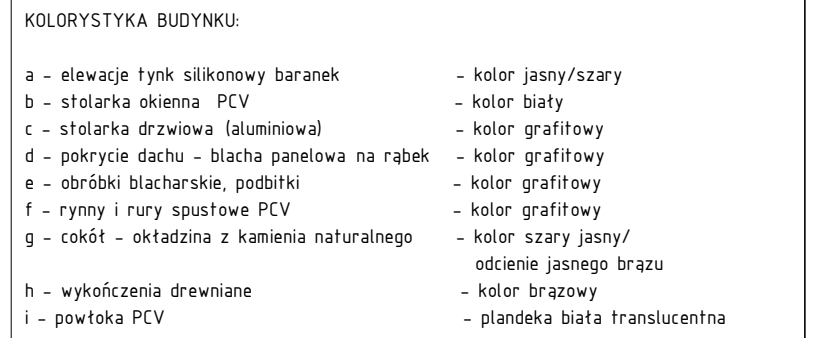 KOLORYSTYKA BUDYNKU:
a - elewacje tynk silikonowy baranek - kolor jasny/szary
b - stolarka okienna PCV - kolor biały
c - stolarka drzwiowa (aluminiowa) - kolor grafitowy
d - pokrycie dachu - blacha panelowa na rąbek - kolor grafitowy
e - obróbki blacharskie, podbitki - kolor grafitowy
f - rynny i rury spustowe PCV - kolor grafitowy
g - cokół - okładzina z kamienia naturalnego - kolor szary jasny/
odcienie jasnego brązu
h - wykończenia drewniane - kolor brązowy
i - powłoka PCV - plandeka biała translucentna